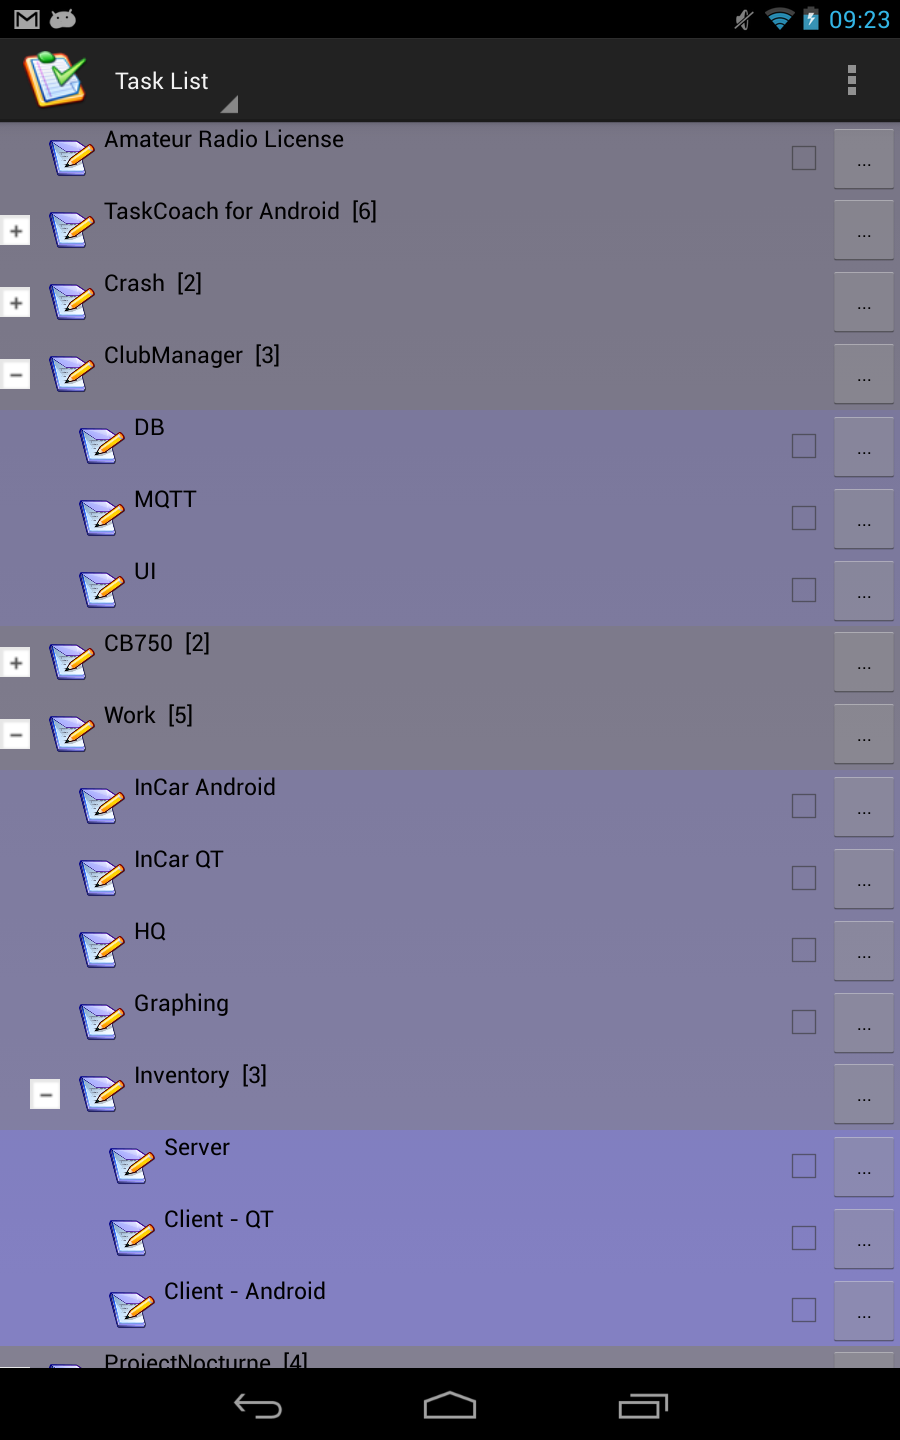 09:23
Task List
Amateur Radio License
...
TaskCoach for Android [6]
...
Crash [2]
...
ClubManager [3]
...
DB
...
MQTT
...
UI
...
CB750 [2]
...
Work [5]
...
InCar Android
...
InCar QT
...
HQ
...
Graphing
...
Inventory [3]
...
Server
...
Client - QT
...
Client - Android
...
ProjectNocturne [4]